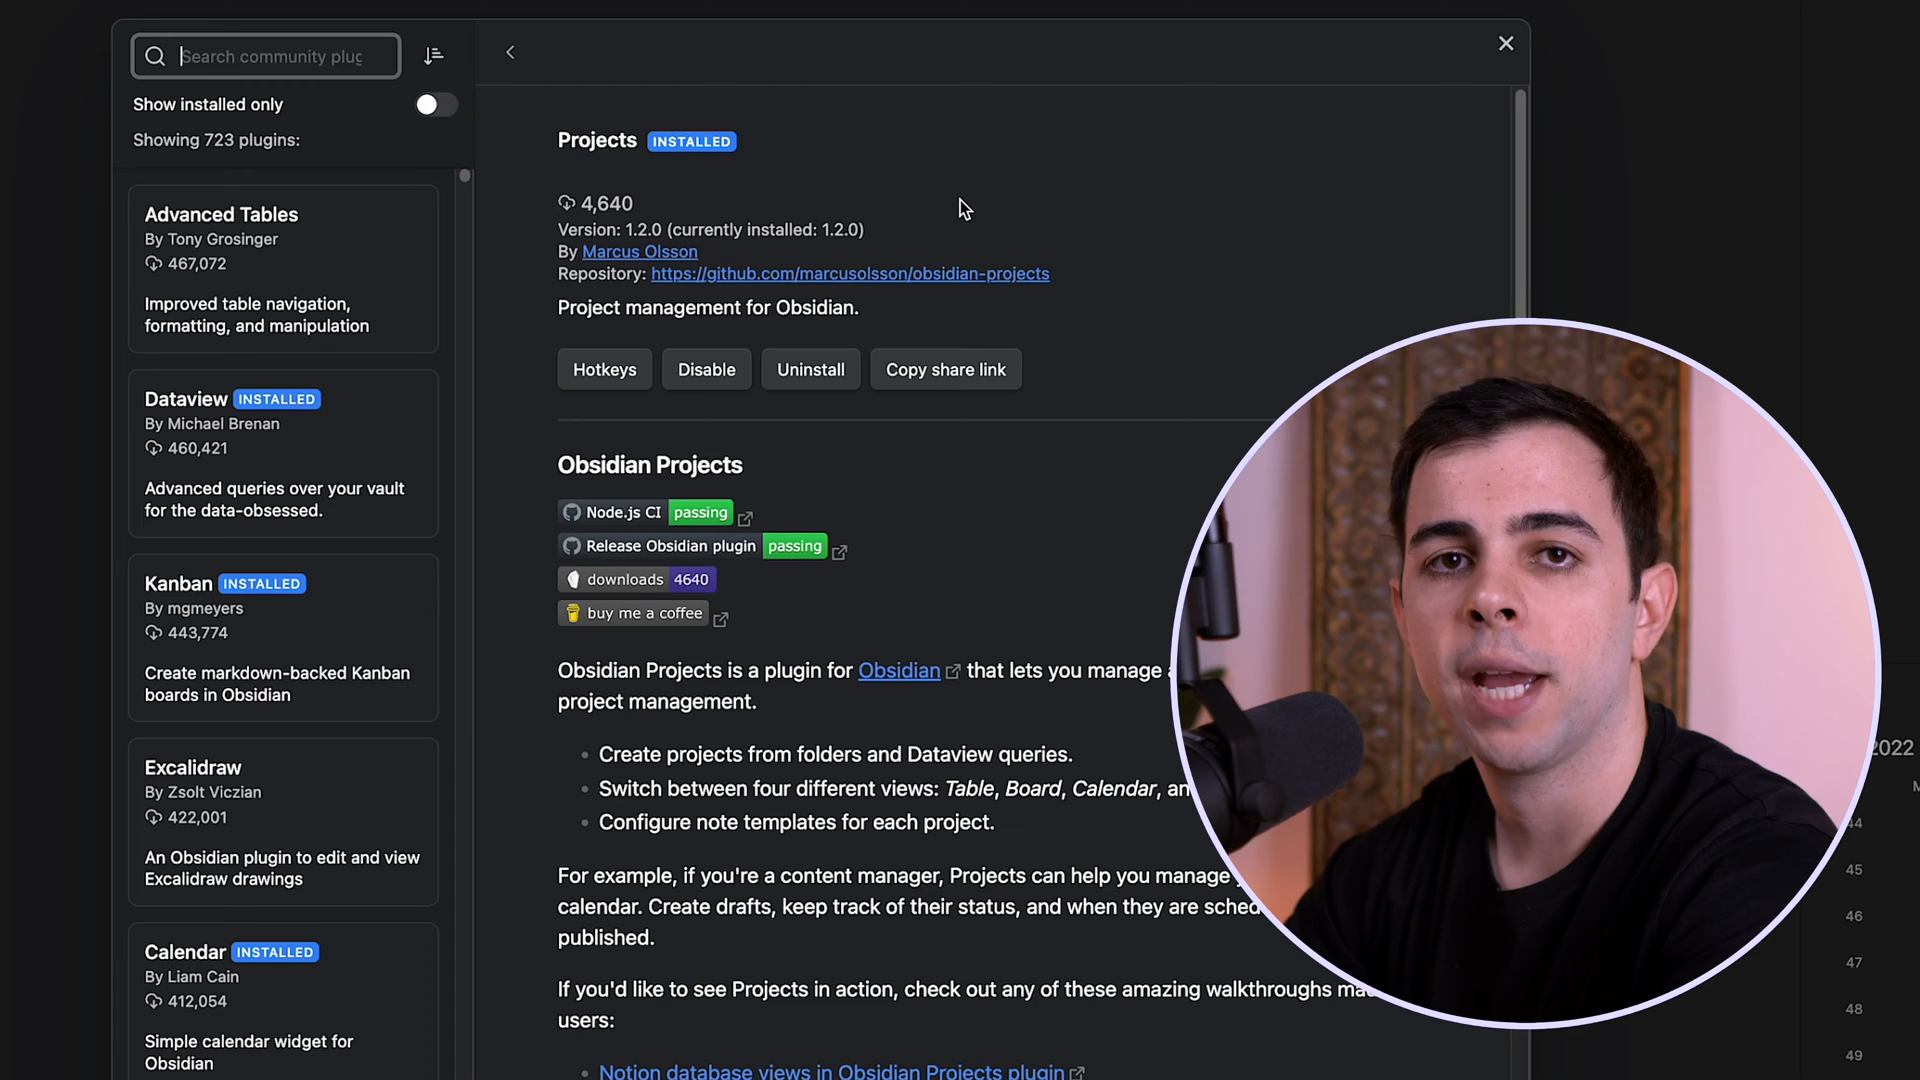 Search community plug
Show installed only
Showing 723 plugins:
Advanced Tables
By Tony Grosinger
467,072
Improved table navigation,
formatting, and manipulation
Dataview INSTALLED
By Michael Brenan
460,421
Advanced queries over your vault
for the data-obsessed.
Kanban INSTALLED
By mgmeyers
443,774
Create markdown-backed Kanban
boards in Obsidian
Excalidraw
By Zsolt Viczian
422,001
An Obsidian plugin to edit and view
Excalidraw drawings
Calendar INSTALLED
By Liam Cain
412,054
Simple calendar widget for
Obsidian
Projects INSTALLED
4,640
Version: 1.2.0 (currently installed: 1.2.0)
By Marcus Olsson
Repository: https://github.com/marcusolsson/obsidian-projects
Project management for Obsidian.
Hotkeys Disable Uninstall Copy share link
Obsidian Projects
Node.js CI passing
Release Obsidian plugin passing
downloads 4640
buy me a coffee
Obsidian Projects is a plugin for Obsidian that lets you manage
project management.
• Create projects from folders and Dataview queries.
• Switch between four different views: Table, Board, Calendar, an
• Configure note templates for each project.
For example, if you're a content manager, Projects can help you manage
calendar. Create drafts, keep track of their status, and when they are sched
published.
If you'd like to see Projects in action, check out any of these amazing walkthroughs
users:
• Notion database views in Obsidian Projects plugin
2022
44
45
46
47
48
49